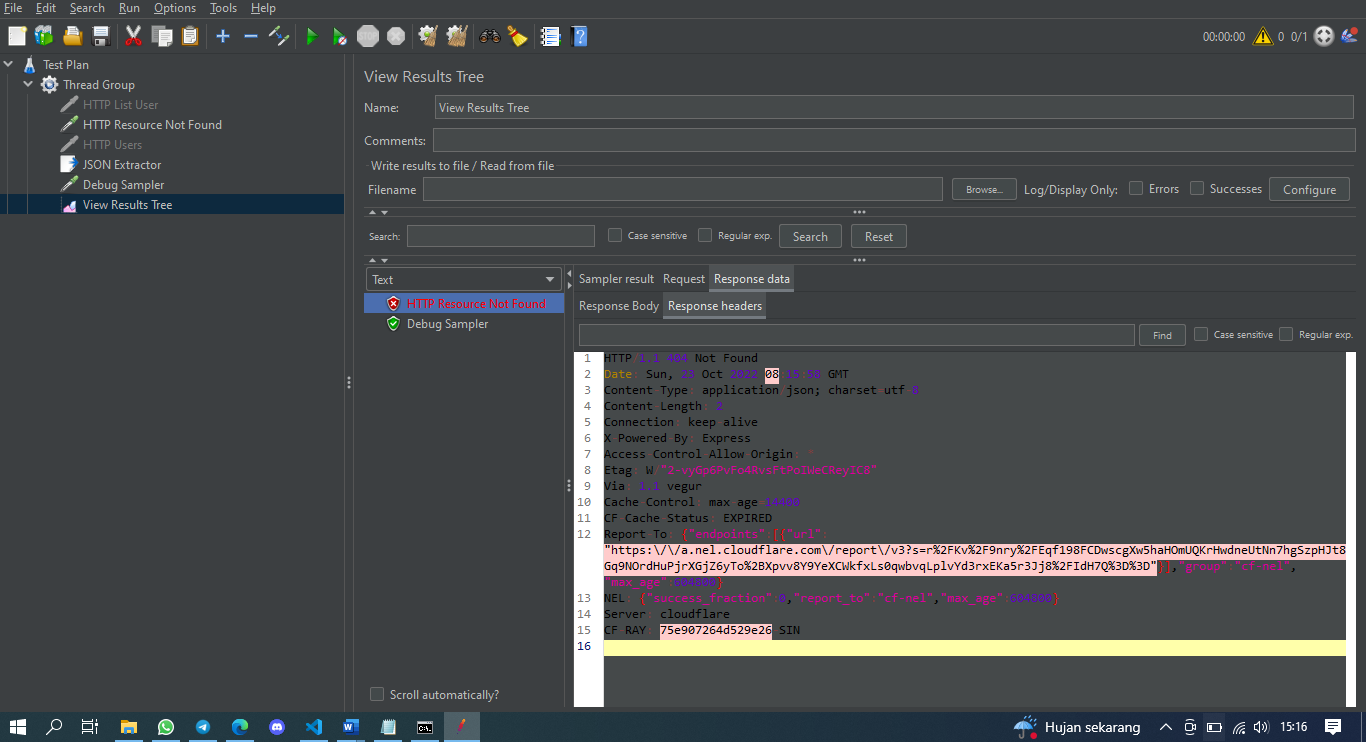 File Edit Search Run Options Tools Help
00:00:00 0 0/1
Test Plan
Thread Group
HTTP List User
HTTP Resource Not Found
HTTP Users
JSON Extractor
Debug Sampler
View Results Tree
View Results Tree
Name: View Results Tree
Comments:
Write results to file / Read from file
Filename Browse... Log/Display Only: Errors Successes Configure
Search: Case sensitive Regular exp. Search Reset
Text
HTTP Resource Not Found
Debug Sampler
Scroll automatically?
Sampler result Request Response data
Response Body Response headers
Find Case sensitive Regular exp.
1 HTTP 1.1 404 Not Found
2 Date: Sun, 23 Oct 2022 08 15 58 GMT
3 Content Type: application json; charset utf 8
4 Content Length: 2
5 Connection: keep alive
6 X Powered By: Express
7 Access Control Allow Origin: *
8 Etag: W
9 Via: 1.1 vegur
10 Cache Control: max age 14400
11 CF Cache Status: EXPIRED
12 Report To: {"endpoints":[{"url":
"https:\/\/a.nel.cloudflare.com\/report\/v3?s=r%2FKv%2F9nry%2FEqf198FCDwscgXw5haHOmUQKrHwdneUtNn7hgSzpHJt8
Gq9NOrdHuPjrXGjZ6yTo%2BXpvv8Y9YeXCWkfxLs0qwbvqLplvYd3rxEKa5r3Jj8%2FIdH7Q%3D%3D"}],"group":"cf-nel",
"max_age":604800}
13 NEL: {"success_fraction":0,"report_to":"cf-nel","max_age":604800}
14 Server: cloudflare
15 CF RAY: 75e907264d529e26 SIN
16
Hujan sekarang 15:16